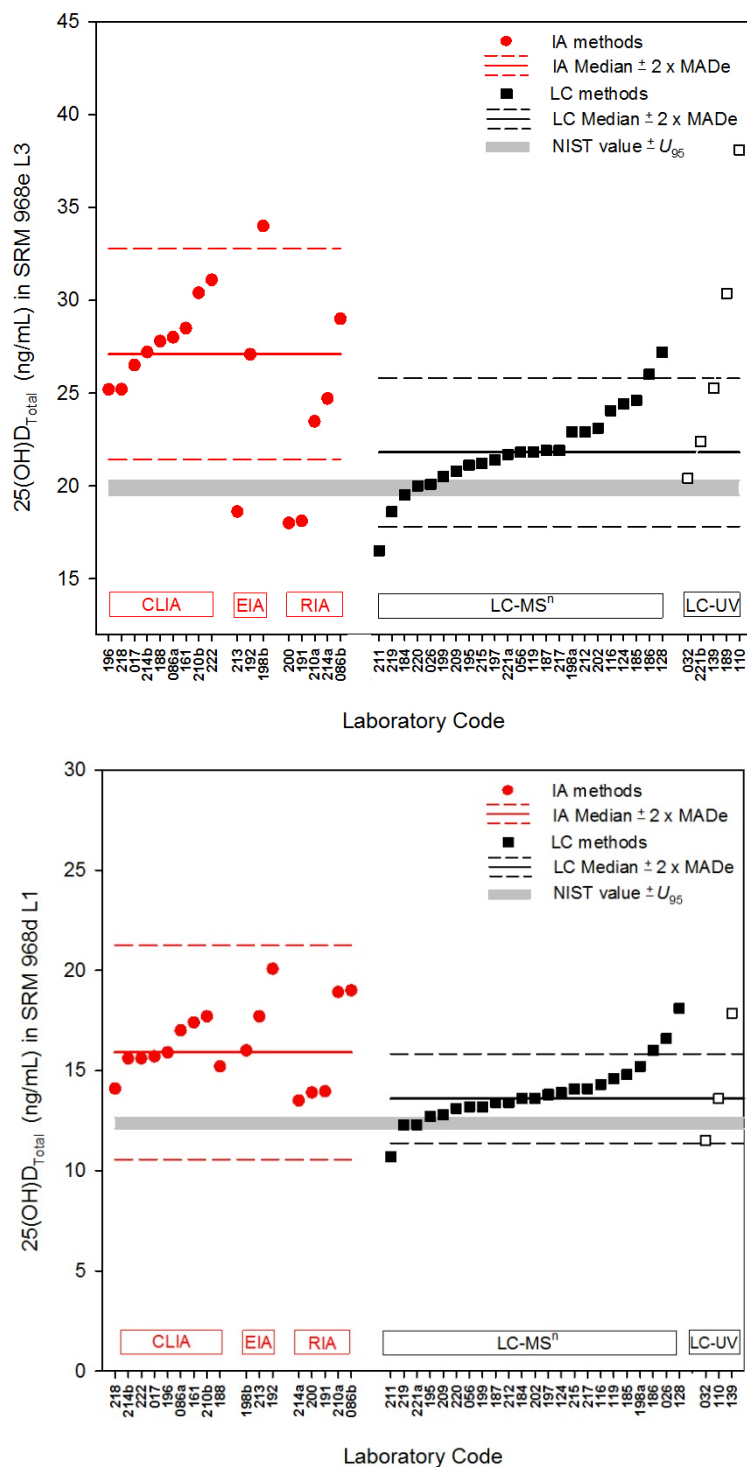 45
40
35
30
25
20
15
25(OH)D_Total (ng/mL) in SRM 968e L3
IA methods
IA Median ± 2 x MADe
LC methods
LC Median ± 2 x MADe
NIST value ± U95
CLIA
EIA
RIA
LC-MSⁿ
LC-UV
196 218 017 214b 188 086a 161 210b 222 213 192 198b 200 191 210a 214a 086b 211 219 184 220 026 199 209 195 215 197 221a 056 119 187 217 198a 212 202 116 124 185 186 128 032 221b 139 189 110
Laboratory Code
30
25
20
15
10
5
0
25(OH)D_Total (ng/mL) in SRM 968d L1
IA methods
IA Median ± 2 x MADe
LC methods
LC Median ± 2 x MADe
NIST value ± U95
CLIA
EIA
RIA
LC-MSⁿ
LC-UV
218 214b 222 017 196 086a 161 210b 188 198b 213 192 214a 200 191 210a 086b 211 219 221a 195 209 220 056 199 187 212 184 202 197 124 215 217 116 119 185 198a 186 026 128 032 110 139
Laboratory Code